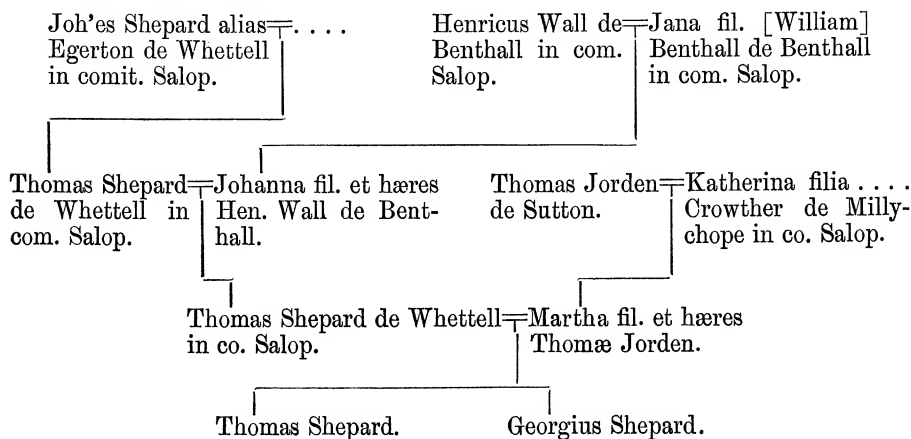 Joh'es Shepard alias=. . . .
Egerton de Whettell
in comit. Salop.
Henricus Wall de=Jana fil. [William]
Benthall in com. Benthall de Benthall
Salop. in com. Salop.
Thomas Shepard=Johanna fil. et hæres
de Whettell in Hen. Wall de Bent-
com. Salop. hall.
Thomas Jorden=Katherina filia . . . .
de Sutton. Crowther de Milly-
chope in co. Salop.
Thomas Shepard de Whettell=Martha fil. et hæres
in co. Salop. Thomæ Jorden.
Thomas Shepard. Georgius Shepard.